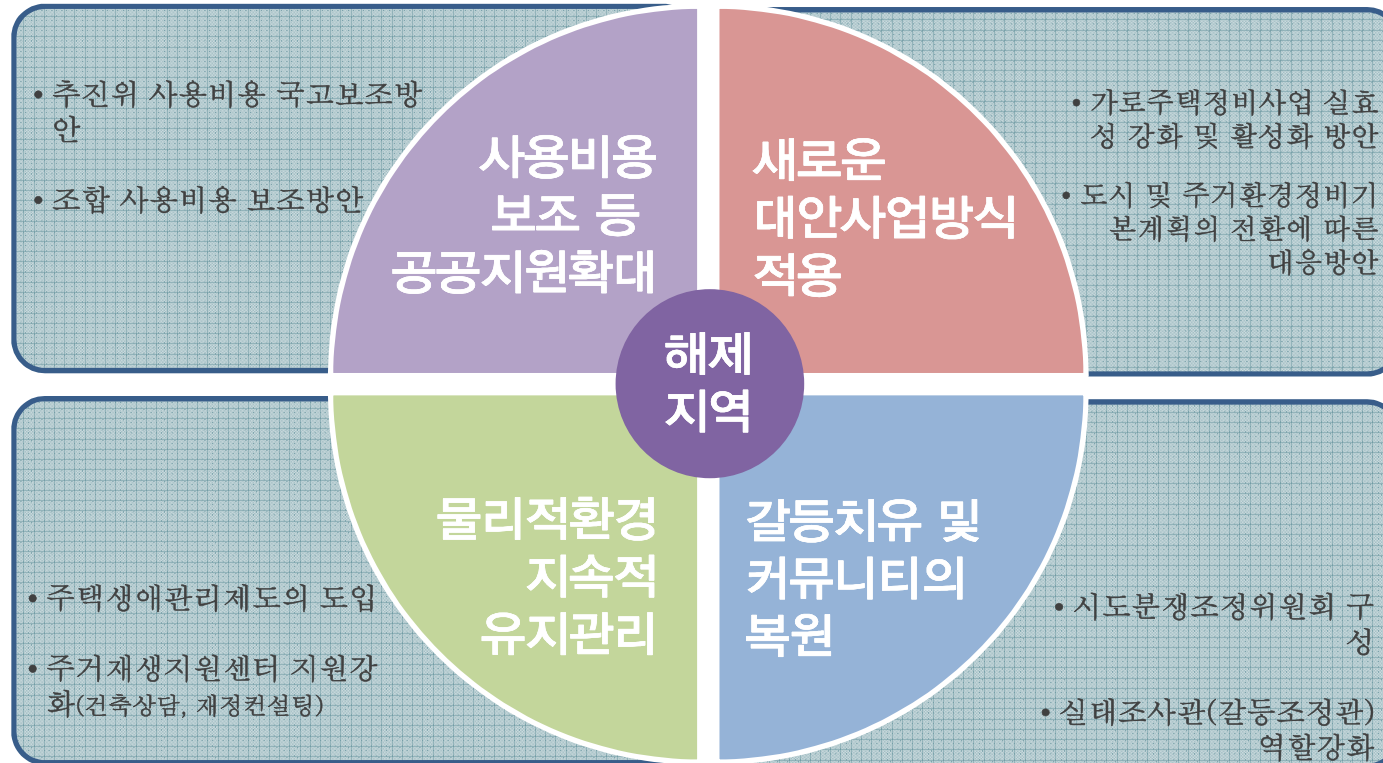 • 추진위 사용비용 국고보조방
안
• 조합 사용비용 보조방안
사용비용
보조 등
공공지원확대
새로운
대안사업방식
적용
• 가로주택정비사업 실효
성 강화 및 활성화 방안
• 도시 및 주거환경정비기
본계획의 전환에 따른
대응방안
해제
지역
• 주택생애관리제도의 도입
• 주거재생지원센터 지원강
화(건축상담, 재정컨설팅)
물리적환경
지속적
유지관리
갈등치유 및
커뮤니티의
복원
• 시도분쟁조정위원회 구
성
• 실태조사관(갈등조정관)
역할강화